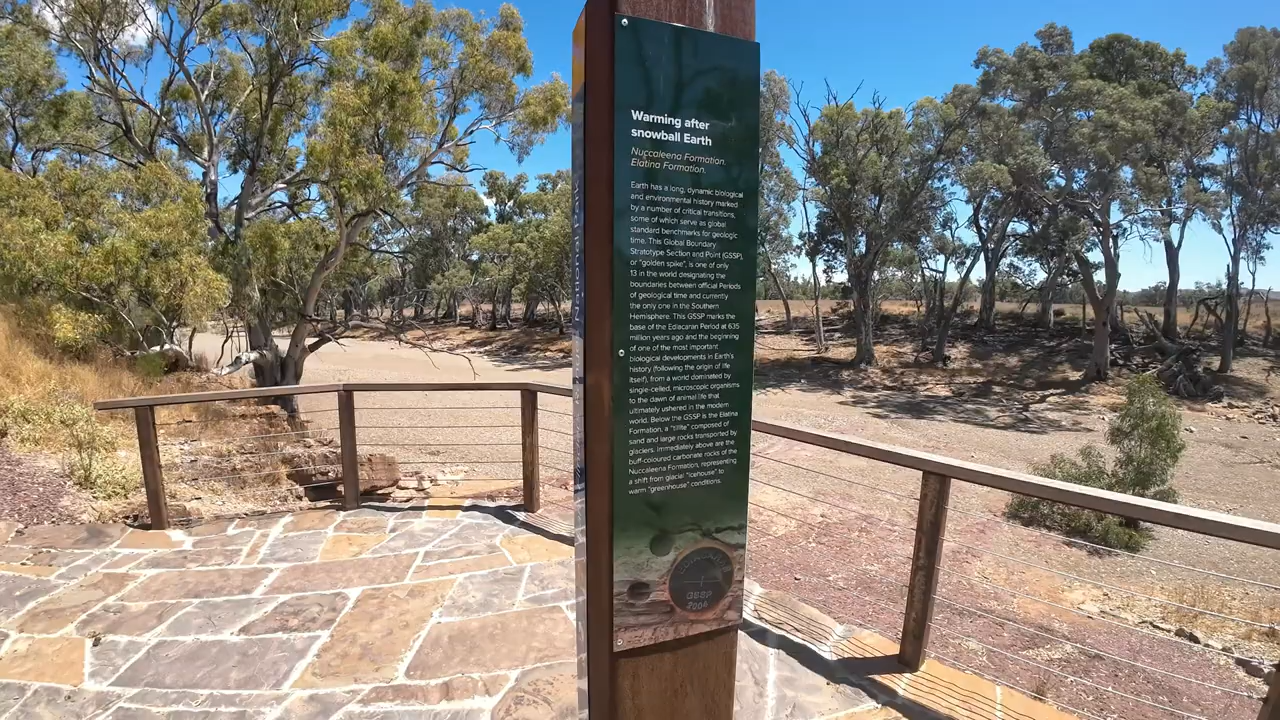 Warming after
snowball Earth
Nuccaleena Formation.
Elatina Formation.
Earth has a long, dynamic biological
and environmental history marked
by a number of critical transitions,
some of which serve as global
standard benchmarks for geologic
time. This Global Boundary
Stratotype Section and Point (GSSP),
or "golden spike", is one of only
13 in the world designating the
boundaries between official Periods
of geological time and currently
the only one in the Southern
Hemisphere. This GSSP marks the
base of the Ediacaran Period at 635
million years ago and the beginning
of one of the most important
biological developments in Earth's
history (following the origin of life
itself), from a world dominated by
single-celled, microscopic organisms
to the dawn of animal life that
ultimately ushered in the modern
world. Below the GSSP is the Elatina
Formation, a "tillite" composed of
sand and large rocks transported by
glaciers. Immediately above are the
buff-coloured carbonate rocks of the
Nuccaleena Formation, representing
a shift from glacial "icehouse" to
warm "greenhouse" conditions.
GSSP
2004